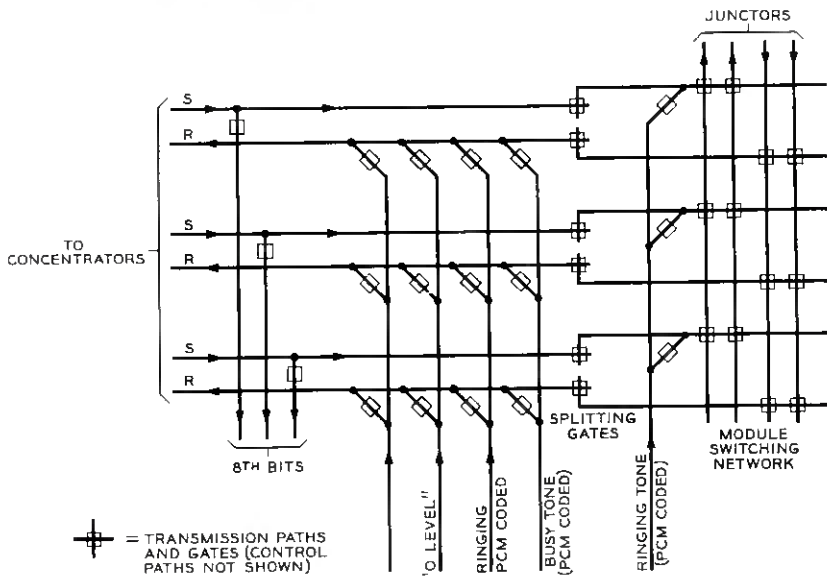 JUNCTORS
S
R
S
R
S
R
TO
CONCENTRATORS
8TH BITS
"O LEVEL"
RINGING
PCM CODED
BUSY TONE
(PCM CODED)
SPLITTING
GATES
RINGING TONE
(PCM CODED)
MODULE
SWITCHING
NETWORK
= TRANSMISSION PATHS
AND GATES (CONTROL
PATHS NOT SHOWN)